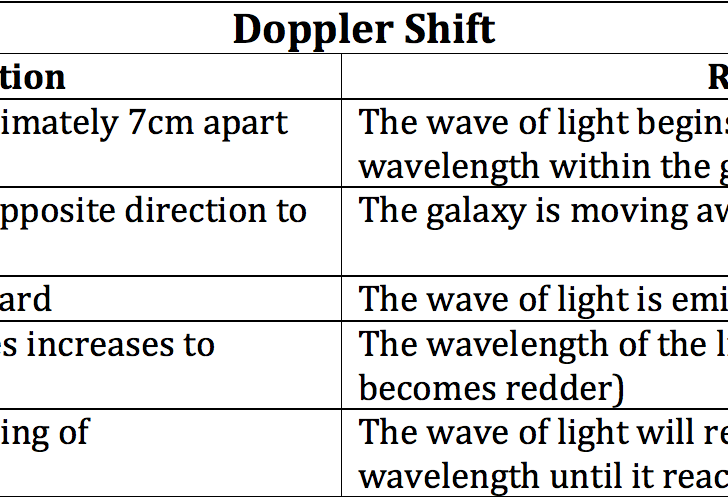 Doppler Shift
tion R
imately 7cm apart
The wave of light begins
wavelength within the g
pposite direction to
The galaxy is moving aw
ard
The wave of light is emi
s increases to
The wavelength of the li
becomes redder)
ing of
The wave of light will re
wavelength until it reac